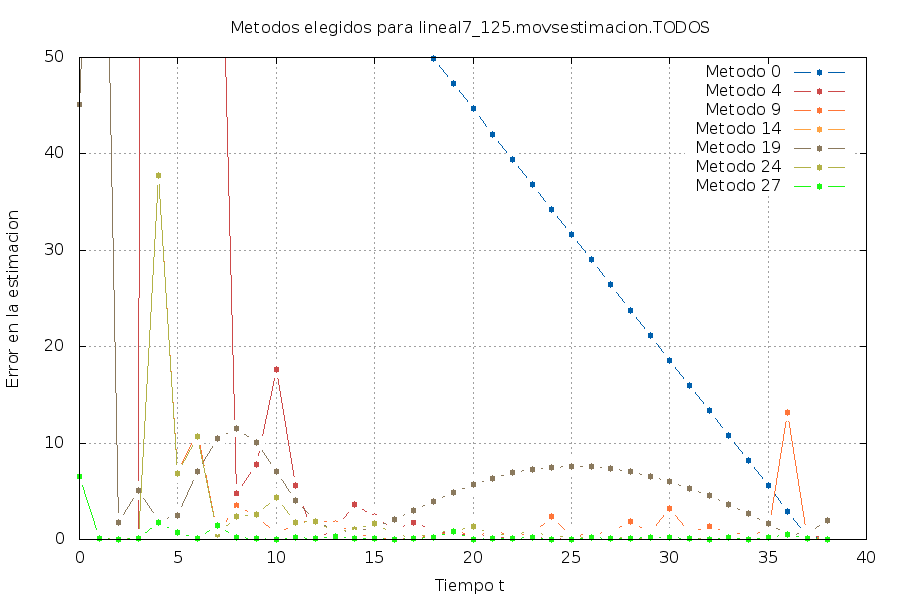 Metodos elegidos para lineal7_125.movsestimacion.TODOS
50
40
30
20
10
0
Error en la estimacion
Metodo 0
Metodo 4
Metodo 9
Metodo 14
Metodo 19
Metodo 24
Metodo 27
0 5 10 15 20 25 30 35 40
Tiempo t